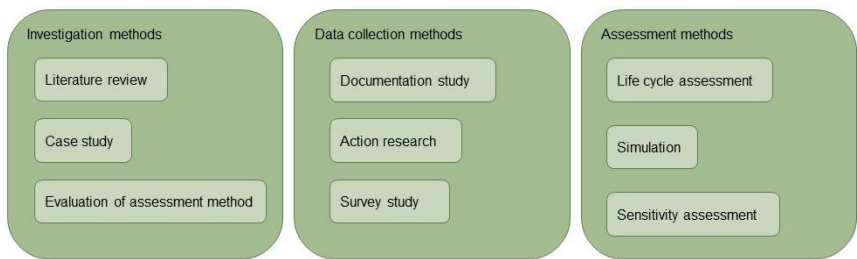 Investigation methods
Literature review
Case study
Evaluation of assessment method
Data collection methods
Documentation study
Action research
Survey study
Assessment methods
Life cycle assessment
Simulation
Sensitivity assessment